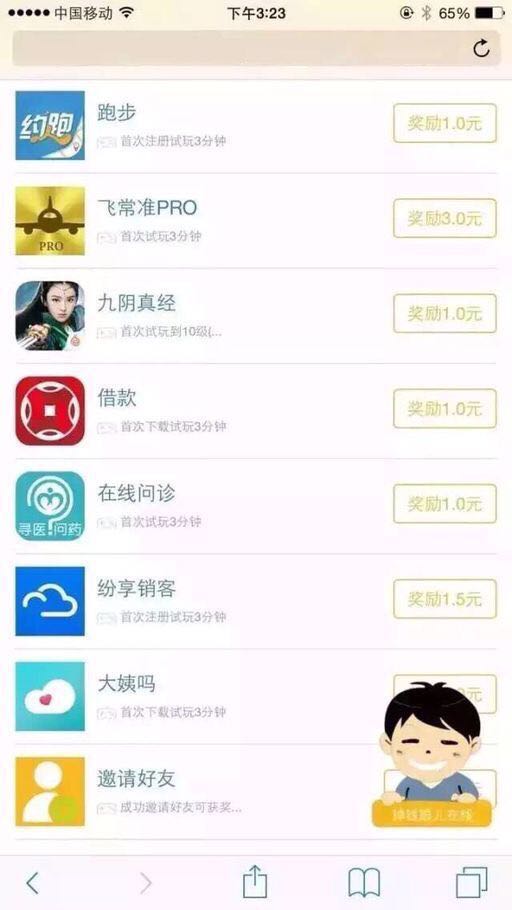 中国移动
下午3:23
65%
约跑
跑步
首次注册试玩3分钟
奖励1.0元
PRO
飞常准PRO
首次试玩3分钟
奖励3.0元
九阴真经
首次试玩到10级(...
奖励1.0元
借款
首次下载试玩3分钟
奖励1.0元
寻医问药
在线问诊
首次试玩3分钟
奖励1.0元
纷享销客
首次注册试玩3分钟
奖励1.5元
大姨吗
首次下载试玩3分钟
邀请好友
成功邀请好友可获奖...